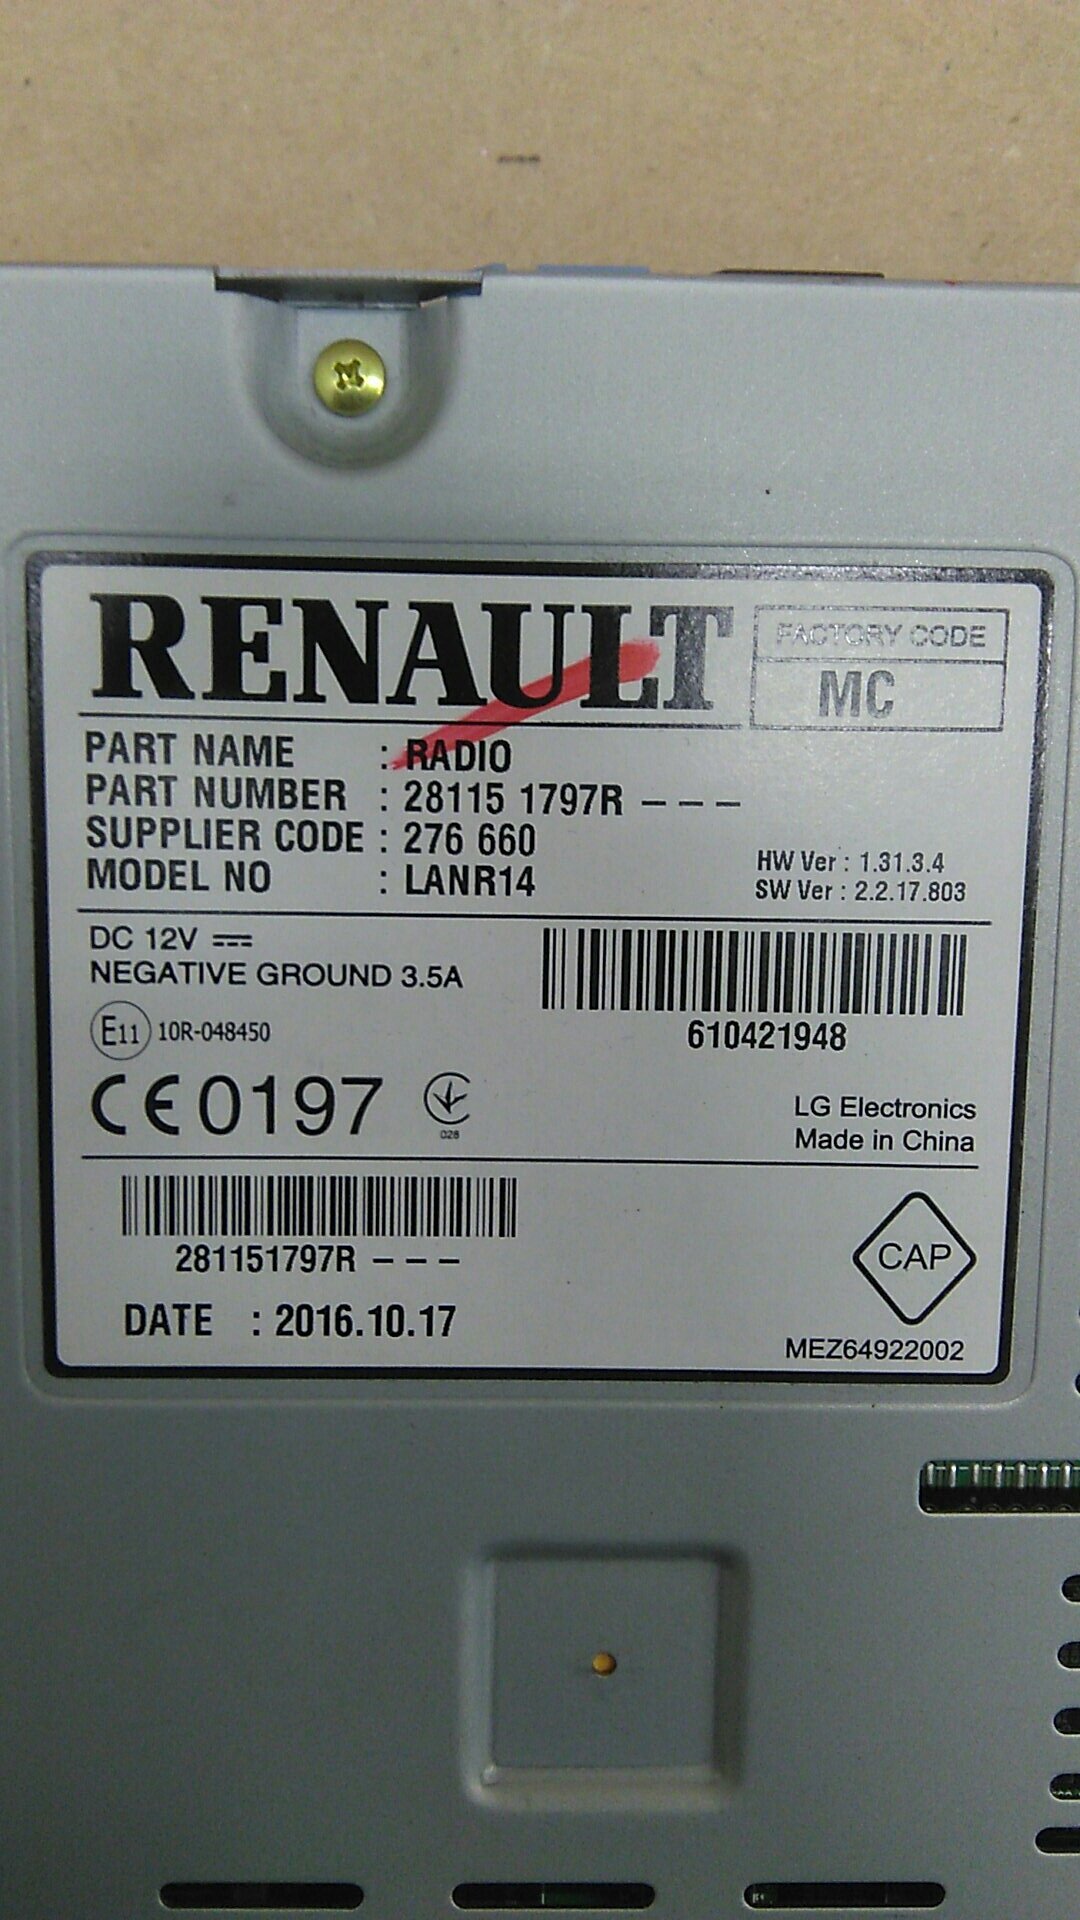 RENAULT
FACTORY CODE
MC
PART NAME : RADIO
PART NUMBER : 28115 1797R – – –
SUPPLIER CODE : 276 660
MODEL NO : LANR14
HW Ver : 1.31.3.4
SW Ver : 2.2.17.803
DC 12V
NEGATIVE GROUND 3.5A
E11 10R-048450
610421948
CE 0197
028
LG Electronics
Made in China
281151797R – – –
CAP
DATE : 2016.10.17
MEZ64922002